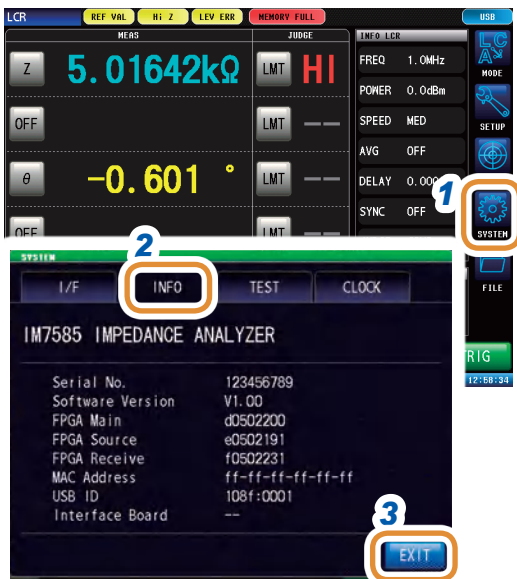 LCR REF VAL Hi Z LEV ERR MEMORY FULL USB
MEAS JUDGE INFO LCR
Z 5.01642kΩ LMT HI FREQ 1.0MHz
LC
A
MODE
POWER 0.0dBm
OFF LMT -- SPEED MED
SETUP
AVG OFF
θ -0.601 ° LMT -- DELAY 0.000
1
SYNC OFF
SYSTEM
OFF LMT
2
SYSTEM
I/F INFO TEST CLOCK
FILE
IM7585 IMPEDANCE ANALYZER
RIG
12:58:34
Serial No. 123456789
Software Version V1.00
FPGA Main d0502200
FPGA Source e0502191
FPGA Receive f0502231
MAC Address ff-ff-ff-ff-ff-ff
USB ID 108f:0001
Interface Board --
3
EXIT